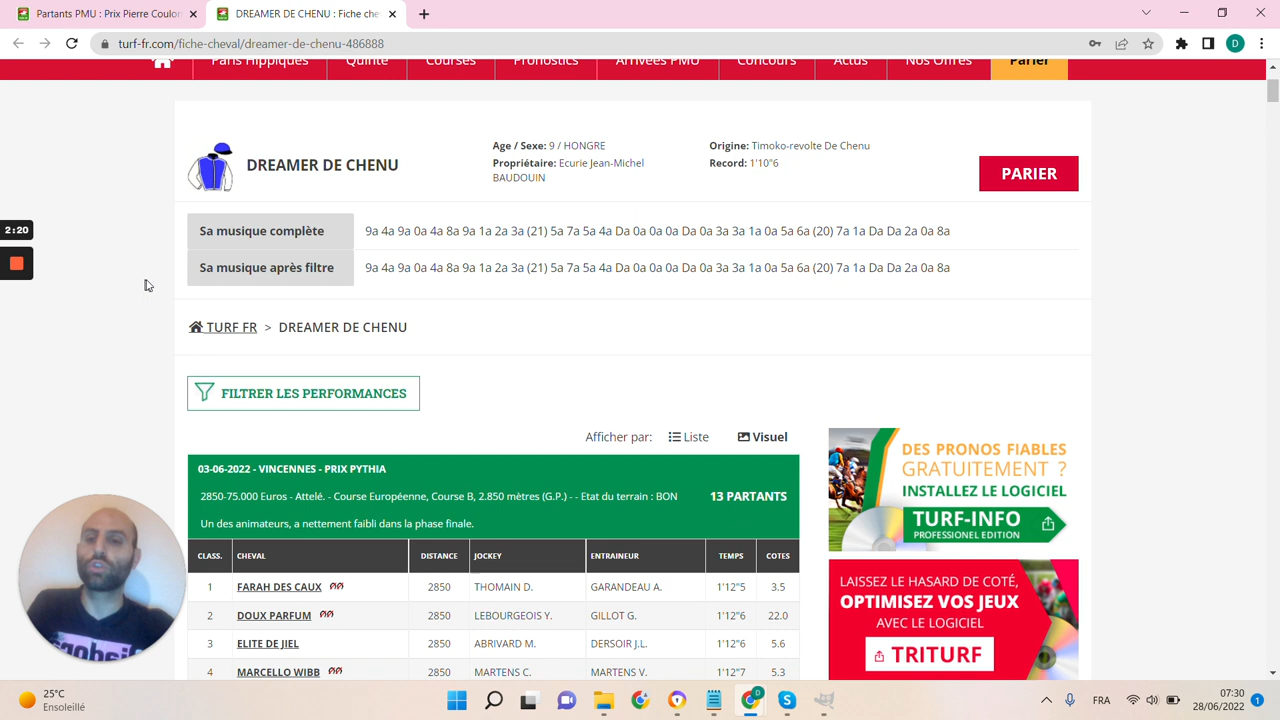 Partants PMU : Prix Pierre Coulon
DREAMER DE CHENU : Fiche che
turf-fr.com/fiche-cheval/dreamer-de-chenu-486888
D
Paris Hippiques Quinté Courses Pronostics Arrivées PMU Concours Actus Nos Offres Parier
DREAMER DE CHENU
Age / Sexe: 9 / HONGRE
Propriétaire: Ecurie Jean-Michel
BAUDOUIN
Origine: Timoko-revolte De Chenu
Record: 1'10"6
PARIER
2:20
Sa musique complète 9a 4a 9a 0a 4a 8a 9a 1a 2a 3a (21) 5a 7a 5a 4a Da 0a 0a 0a Da 0a 3a 3a 1a 0a 5a 6a (20) 7a 1a Da Da 2a 0a 8a
Sa musique après filtre 9a 4a 9a 0a 4a 8a 9a 1a 2a 3a (21) 5a 7a 5a 4a Da 0a 0a 0a Da 0a 3a 3a 1a 0a 5a 6a (20) 7a 1a Da Da 2a 0a 8a
TURF FR > DREAMER DE CHENU
FILTRER LES PERFORMANCES
Afficher par: Liste Visuel
03-06-2022 - VINCENNES - PRIX PYTHIA
2850-75.000 Euros - Attelé. - Course Européenne, Course B, 2.850 mètres (G.P.) - - Etat du terrain : BON 13 PARTANTS
Un des animateurs, a nettement faibli dans la phase finale.
CLASS. CHEVAL DISTANCE JOCKEY ENTRAINEUR TEMPS COTES
1 FARAH DES CAUX 2850 THOMAIN D. GARANDEAU A. 1'12"5 3.5
2 DOUX PARFUM 2850 LEBOURGEOIS Y. GILLOT G. 1'12"6 22.0
3 ELITE DE JIEL 2850 ABRIVARD M. DERSOIR J.L. 1'12"6 5.6
4 MARCELLO WIBB 2850 MARTENS C. MARTENS V. 1'12"7 5.3
DES PRONOS FIABLES
GRATUITEMENT ?
INSTALLEZ LE LOGICIEL
TURF-INFO
PROFESSIONEL EDITION
LAISSEZ LE HASARD DE COTÉ,
OPTIMISEZ VOS JEUX
AVEC LE LOGICIEL
TRITURF
25°C
Ensoleillé
D
FRA
07:30
28/06/2022
1